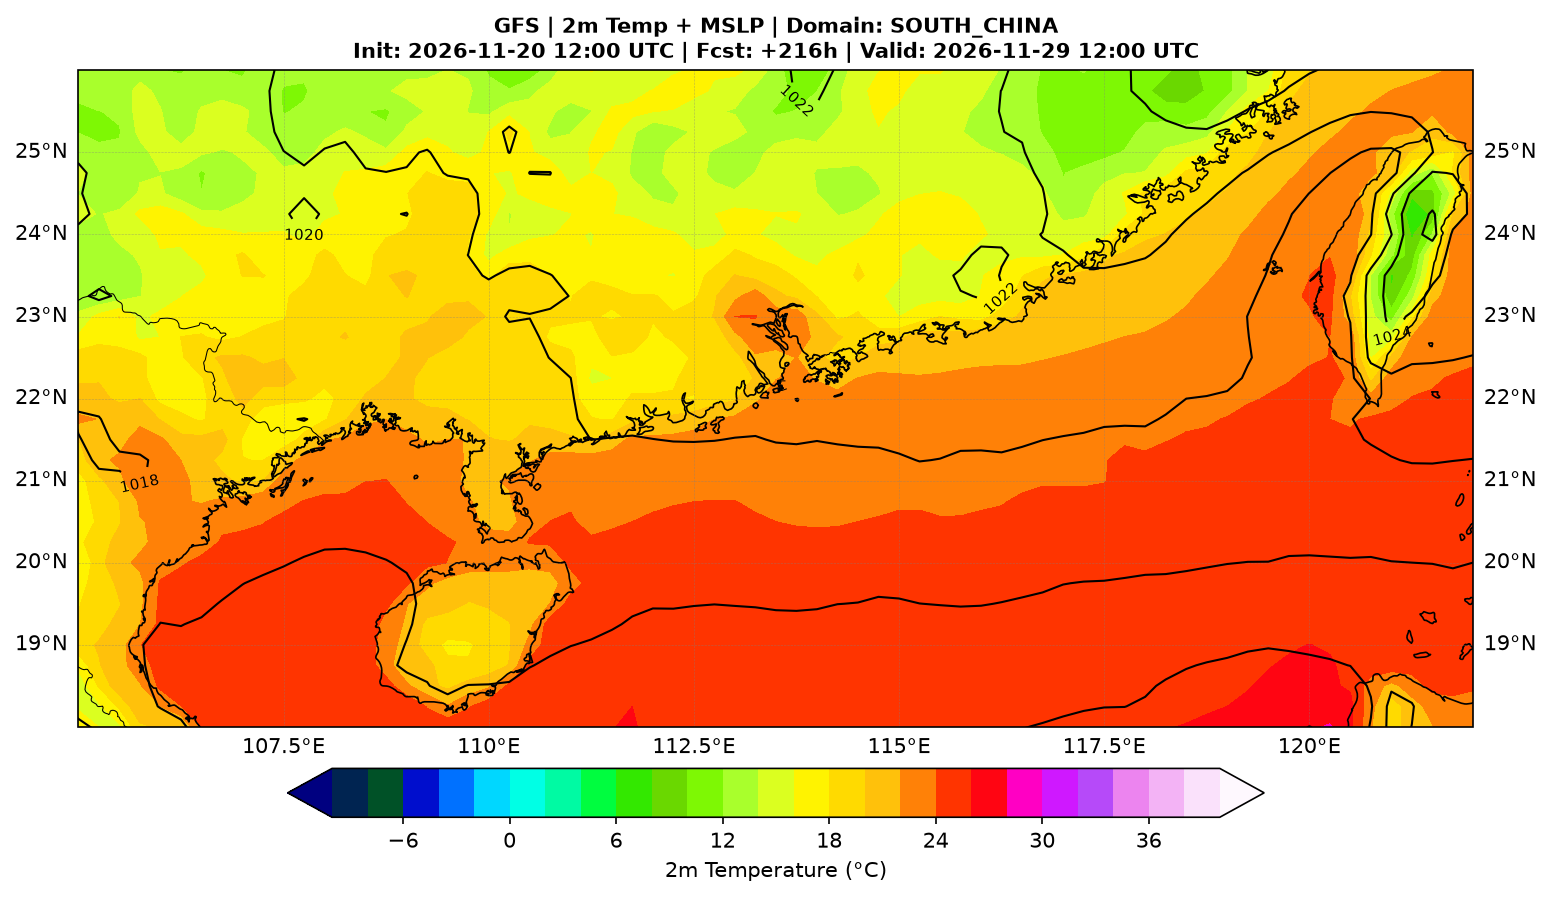 GFS | 2m Temp + MSLP | Domain: SOUTH_CHINA
Init: 2026-11-20 12:00 UTC | Fcst: +216h | Valid: 2026-11-29 12:00 UTC
1022
25°N 25°N
24°N 1020 24°N
1022
23°N 23°N
1024
22°N 22°N
21°N 1018 21°N
20°N 20°N
19°N 19°N
107.5°E 110°E 112.5°E 115°E 117.5°E 120°E
−6 0 6 12 18 24 30 36
2m Temperature (°C)